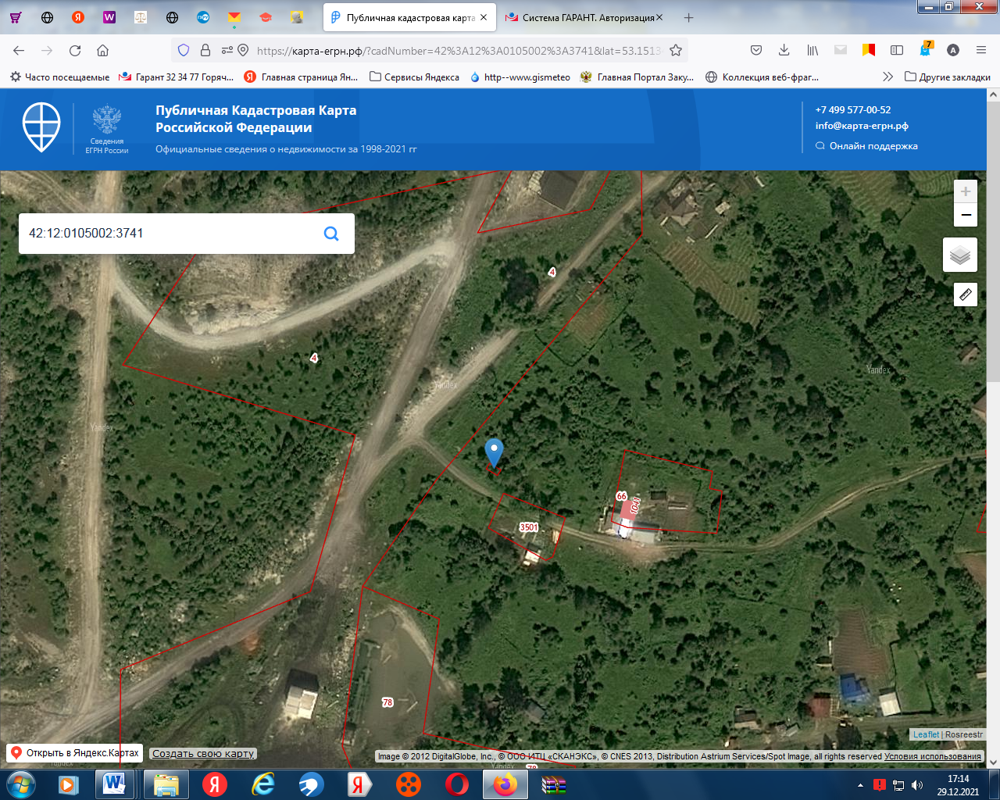 Публичная кадастровая карта
Система ГАРАНТ. Авторизация
https://карта-егрн.рф/?cadNumber=42%3A12%3A0105002%3A3741&lat=53.1513
7
Часто посещаемые
Гарант 32 34 77 Горяч...
Главная страница Ян...
Сервисы Яндекса
http--www.gismeteo
Главная Портал Заку...
Коллекция веб-фраг...
Другие закладки
Сведения
ЕГРН России
Публичная Кадастровая Карта
Российской Федерации
Официальные сведения о недвижимости за 1998-2021 гг
+7 499 577-00-52
info@карта-егрн.рф
Онлайн поддержка
42:12:0105002:3741
+
−
4
4
Yandex
Yandex
Yandex
66
1041
3501
78
78
Leaflet | Rosreestr
Открыть в Яндекс.Картах
Создать свою карту
Image © 2012 DigitalGlobe, Inc., © ООО ИТЦ «СКАНЭКС», © CNES 2013, Distribution Astrium Services/Spot Image, all rights reserved Условия использования
17:14
29.12.2021